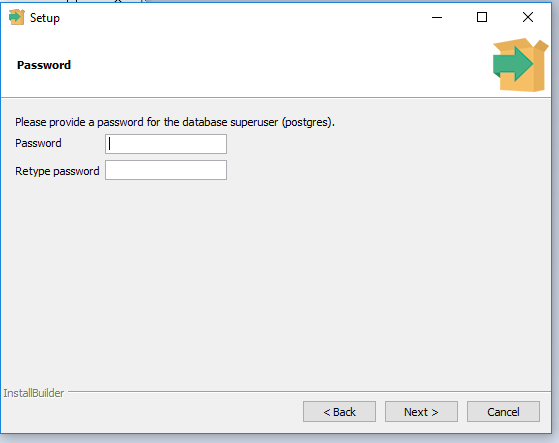 Setup
Password
Please provide a password for the database superuser (postgres).
Password
Retype password
InstallBuilder
< Back
Next >
Cancel